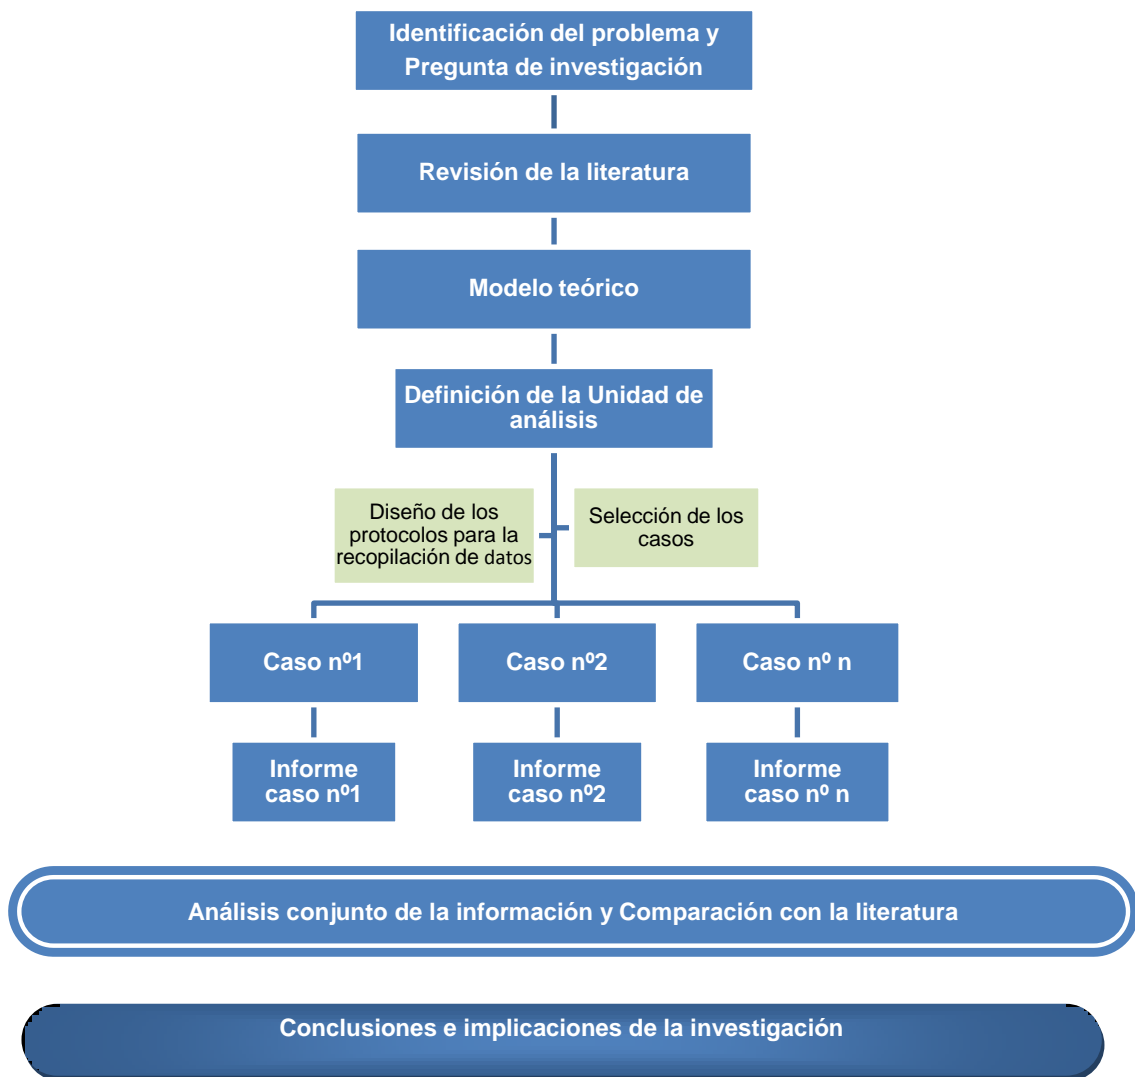 Identificación del problema y
Pregunta de investigación
Revisión de la literatura
Modelo teórico
Definición de la Unidad de
análisis
Diseño de los
protocolos para la
recopilación de datos
Selección de los
casos
Caso nº1
Caso nº2
Caso nº n
Informe
caso nº1
Informe
caso nº2
Informe
caso nº n
Análisis conjunto de la información y Comparación con la literatura
Conclusiones e implicaciones de la investigación